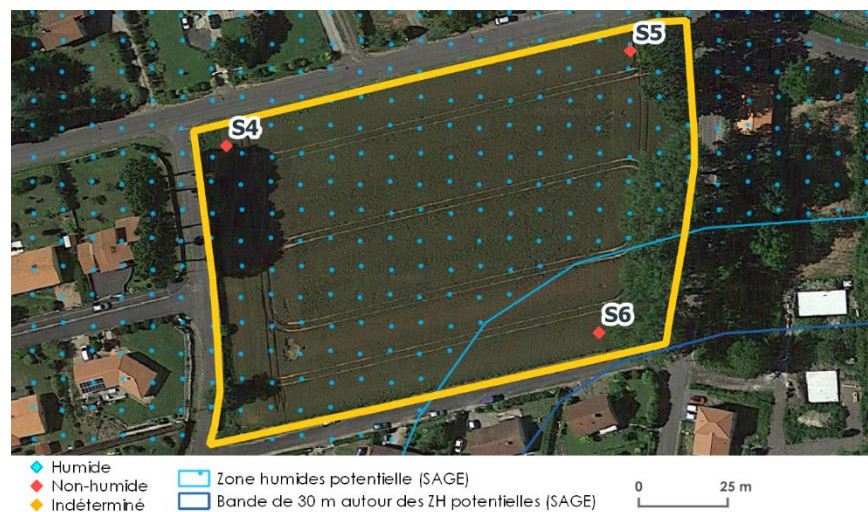 S5
S4
S6
Humide
Non-humide
Indéterminé
Zone humides potentielle (SAGE)
Bande de 30 m autour des ZH potentielles (SAGE)
0 25 m